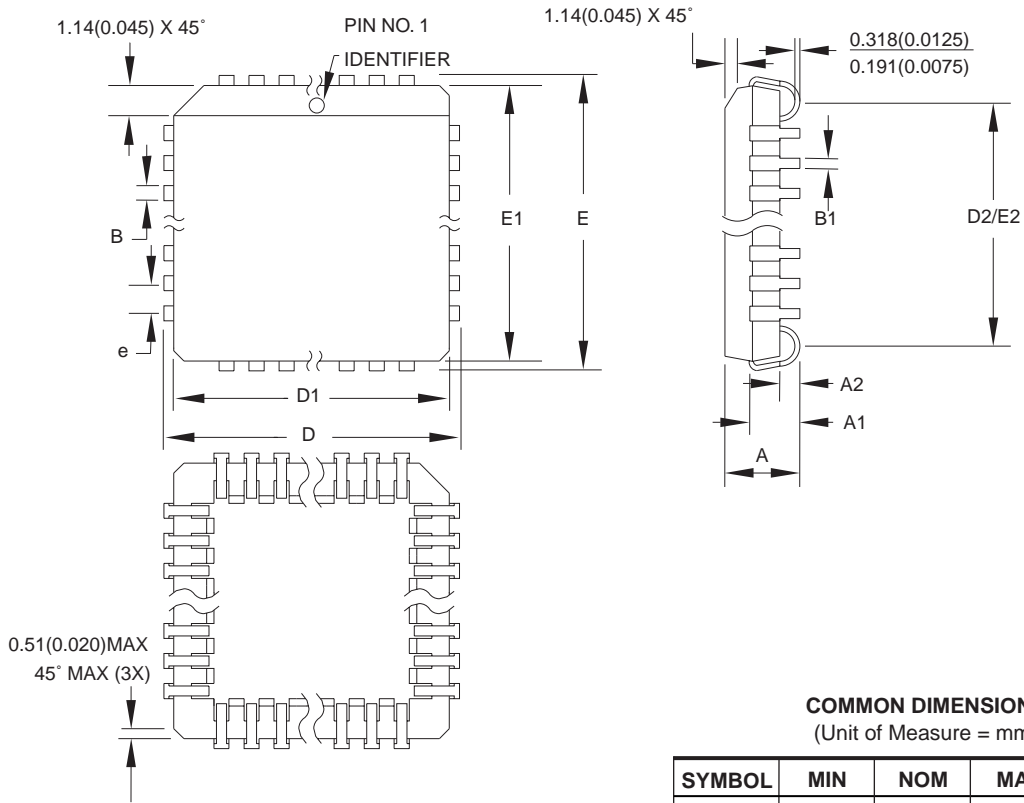 1.14(0.045) X 45˚
PIN NO. 1
IDENTIFIER
1.14(0.045) X 45˚
0.318(0.0125)
0.191(0.0075)
B
e
E1
E
B1
D2/E2
D1
D
A2
A1
A
0.51(0.020)MAX
45˚ MAX (3X)
COMMON DIMENSION
(Unit of Measure = mm
SYMBOL MIN NOM MA